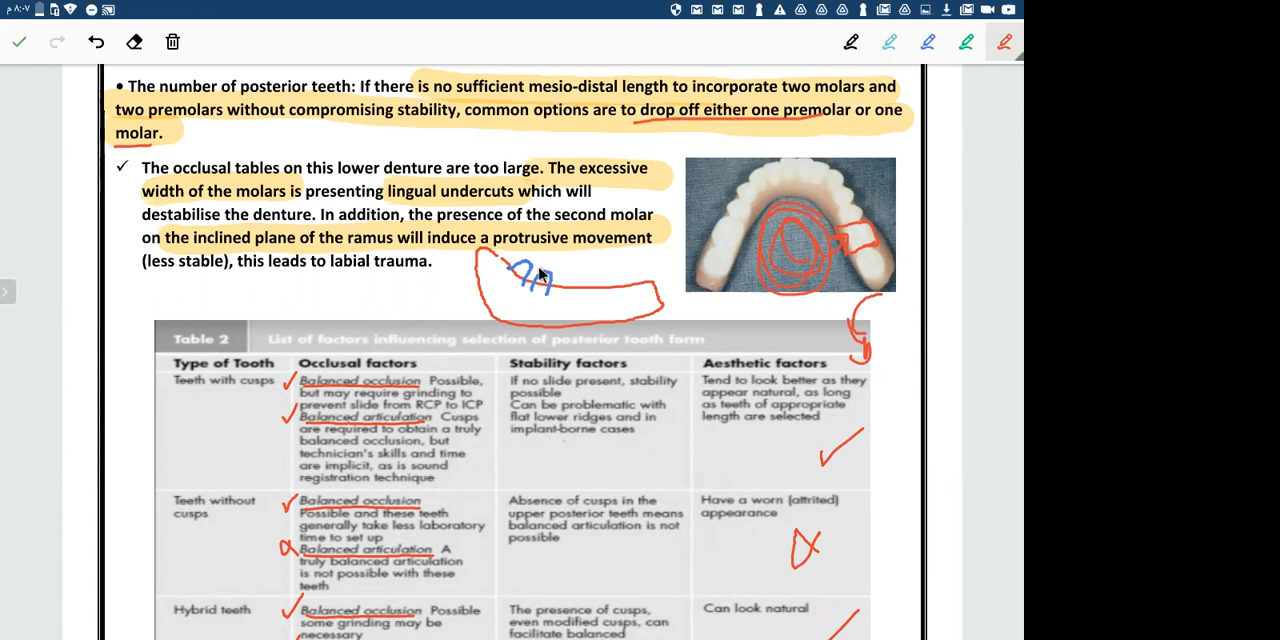 ٨:٠٧ م
• The number of posterior teeth: If there is no sufficient mesio-distal length to incorporate two molars and
two premolars without compromising stability, common options are to drop off either one premolar or one
molar.
✓ The occlusal tables on this lower denture are too large. The excessive
width of the molars is presenting lingual undercuts which will
destabilise the denture. In addition, the presence of the second molar
on the inclined plane of the ramus will induce a protrusive movement
(less stable), this leads to labial trauma.
Table 2 List of factors influencing selection of posterior tooth form
Type of Tooth Occlusal factors Stability factors Aesthetic factors
Teeth with cusps
Balanced occlusion Possible,
but may require grinding to
prevent slide from RCP to ICP
Balanced articulation Cusps
are required to obtain a truly
balanced occlusion, but
technician's skills and time
are implicit, as is sound
registration technique
If no slide present, stability
possible
Can be problematic with
flat lower ridges and in
implant-borne cases
Tend to look better as they
appear natural, as long
as teeth of appropriate
length are selected
Teeth without
cusps
Balanced occlusion
Possible and these teeth
generally take less laboratory
time to set up
Balanced articulation A
truly balanced articulation
is not possible with these
teeth
Absence of cusps in the
upper posterior teeth means
balanced articulation is not
possible
Have a worn (attrited)
appearance
Hybrid teeth
Balanced occlusion Possible
some grinding may be
necessary
The presence of cusps,
even modified cusps, can
facilitate balanced
Can look natural